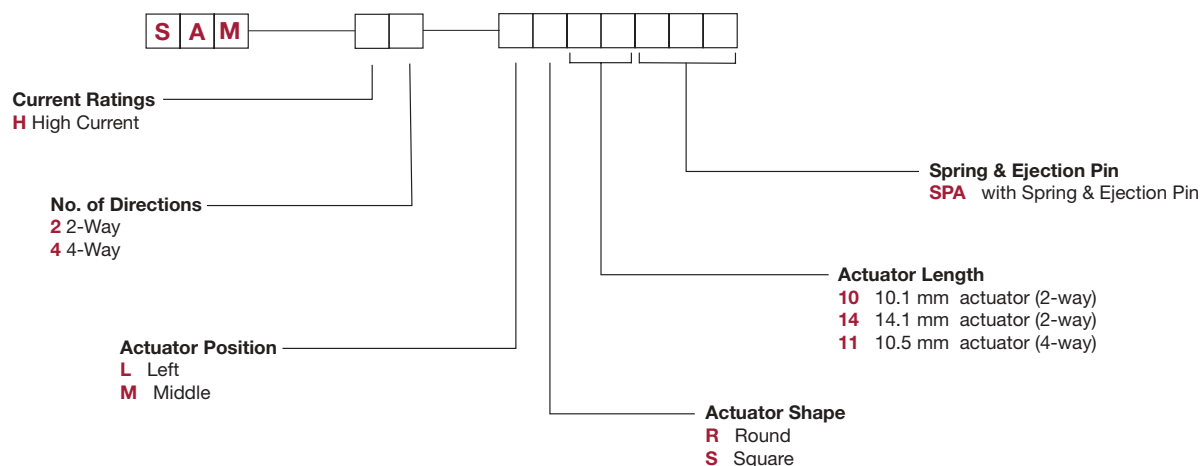 SAM
Current Ratings
H High Current
No. of Directions
2 2-Way
4 4-Way
Actuator Position
L Left
M Middle
Spring & Ejection Pin
SPA with Spring & Ejection Pin
Actuator Length
10 10.1 mm actuator (2-way)
14 14.1 mm actuator (2-way)
11 10.5 mm actuator (4-way)
Actuator Shape
R Round
S Square